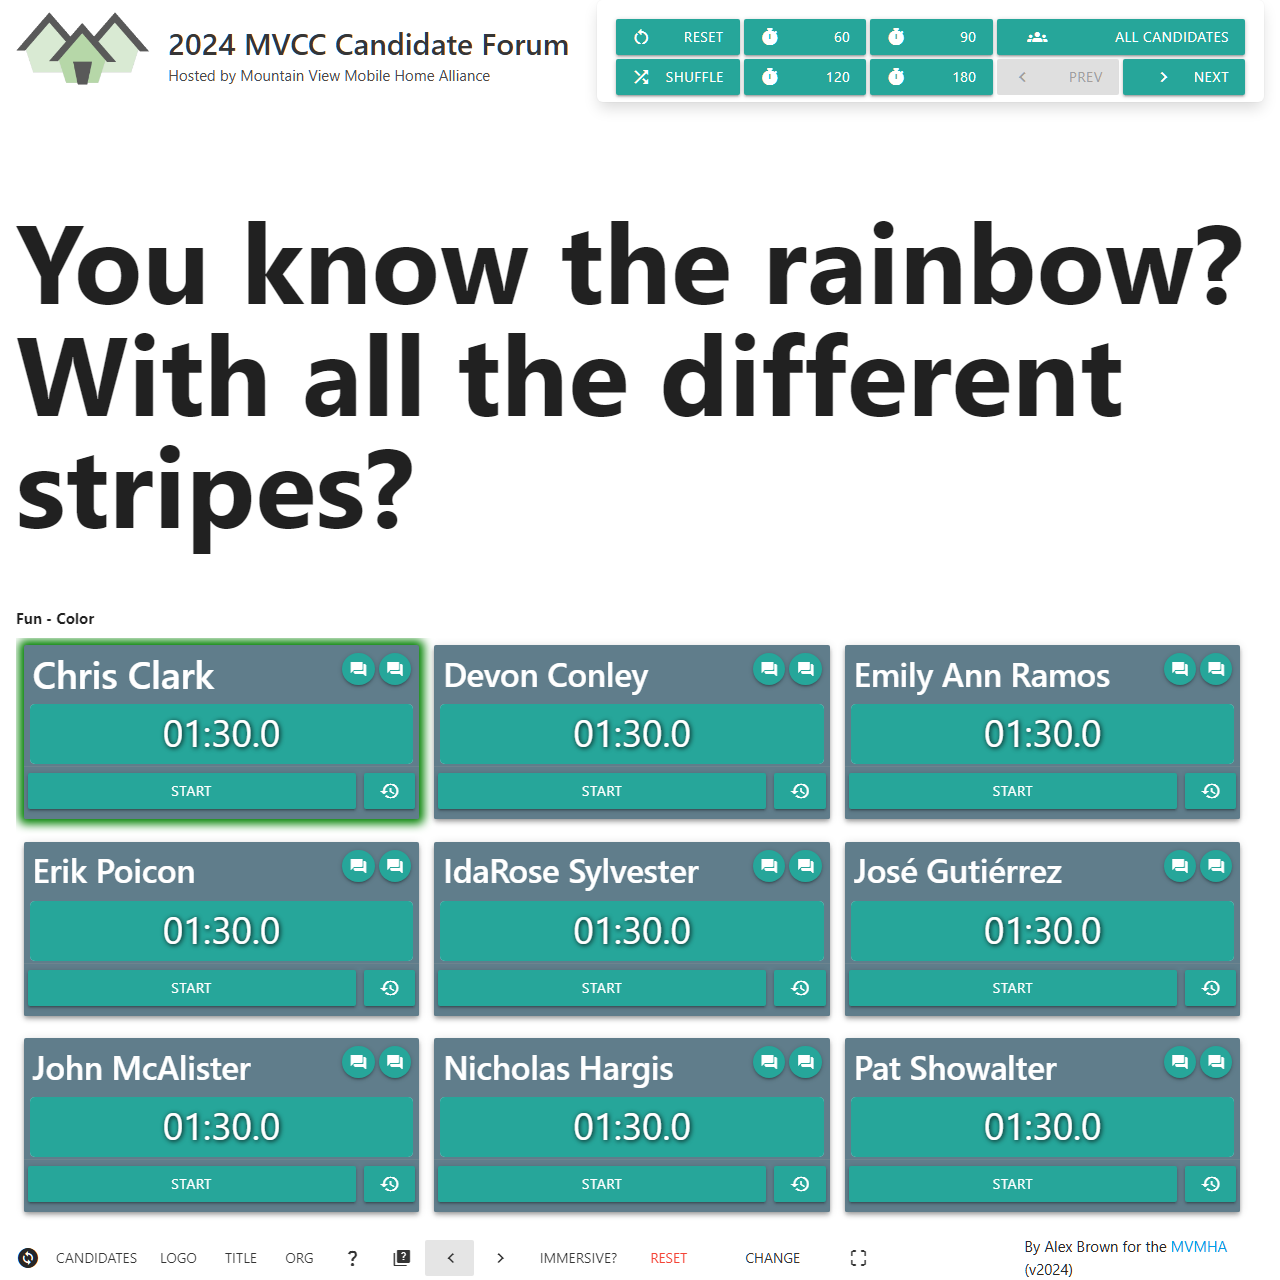 2024 MVCC Candidate Forum
Hosted by Mountain View Mobile Home Alliance
RESET 60 90 ALL CANDIDATES
SHUFFLE 120 180 PREV NEXT
You know the rainbow?
With all the different
stripes?
Fun - Color
Chris Clark Devon Conley Emily Ann Ramos
01:30.0 01:30.0 01:30.0
START START START
Erik Poicon IdaRose Sylvester José Gutiérrez
01:30.0 01:30.0 01:30.0
START START START
John McAlister Nicholas Hargis Pat Showalter
01:30.0 01:30.0 01:30.0
START START START
CANDIDATES LOGO TITLE ORG ? IMMERSIVE? RESET CHANGE By Alex Brown for the MVMHA
(v2024)